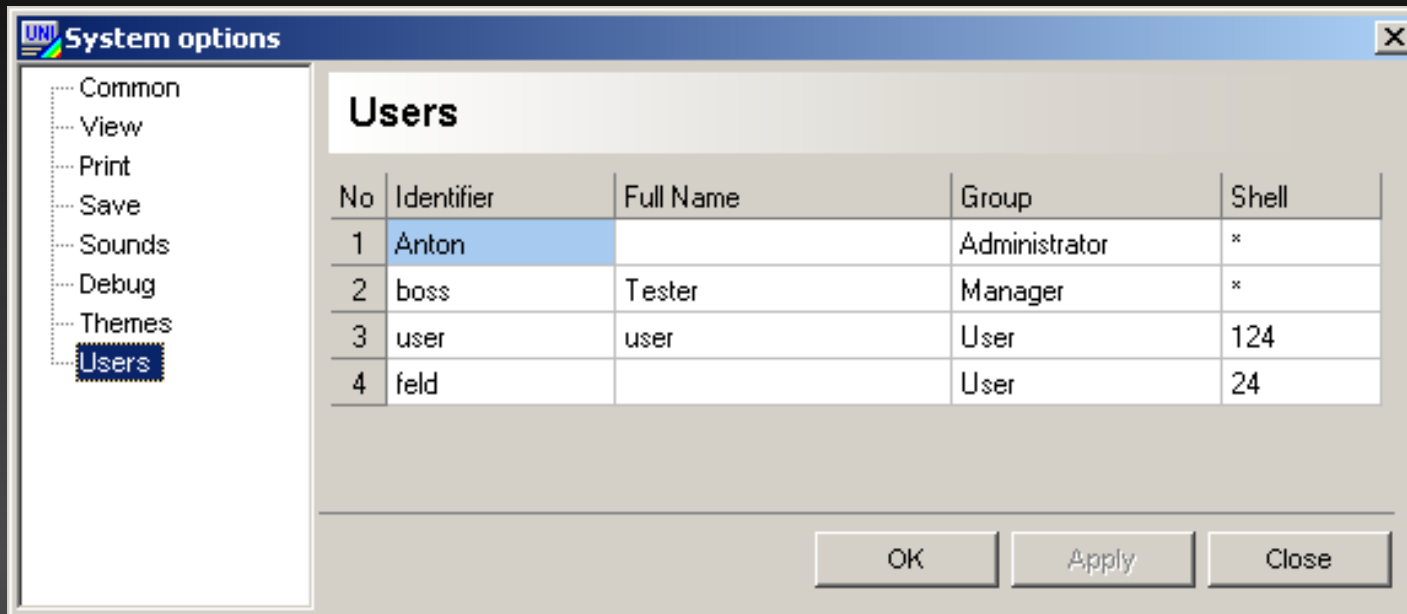 UNI System options
Common
View
Print
Save
Sounds
Debug
Themes
Users
Users
No Identifier Full Name Group Shell
1 Anton Administrator *
2 boss Tester Manager *
3 user user User 124
4 feld User 24
OK Apply Close